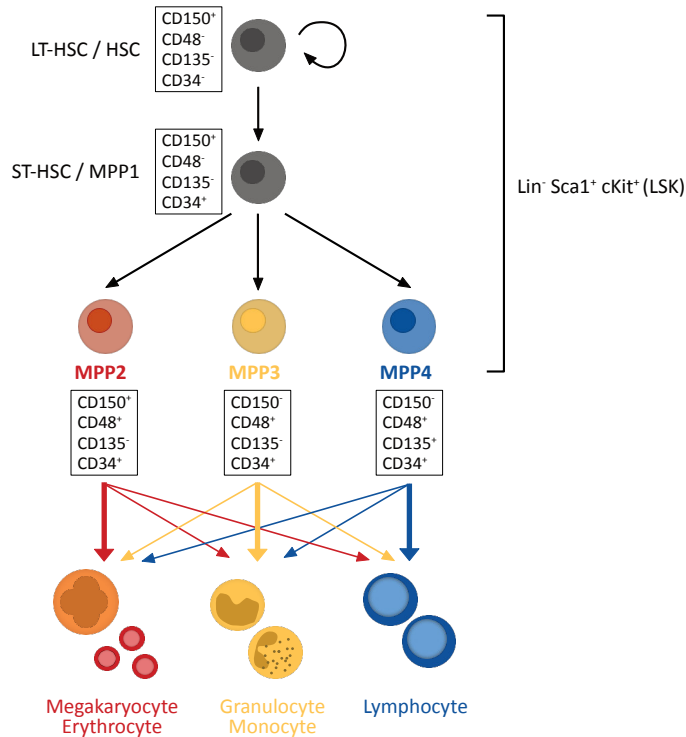 LT-HSC / HSC
CD150⁺
CD48⁻
CD135⁻
CD34⁻
ST-HSC / MPP1
CD150⁺
CD48⁻
CD135⁻
CD34⁺
Lin⁻ Sca1⁺ cKit⁺ (LSK)
MPP2
CD150⁺
CD48⁺
CD135⁻
CD34⁺
MPP3
CD150⁻
CD48⁺
CD135⁻
CD34⁺
MPP4
CD150⁻
CD48⁺
CD135⁺
CD34⁺
Megakaryocyte
Erythrocyte
Granulocyte
Monocyte
Lymphocyte